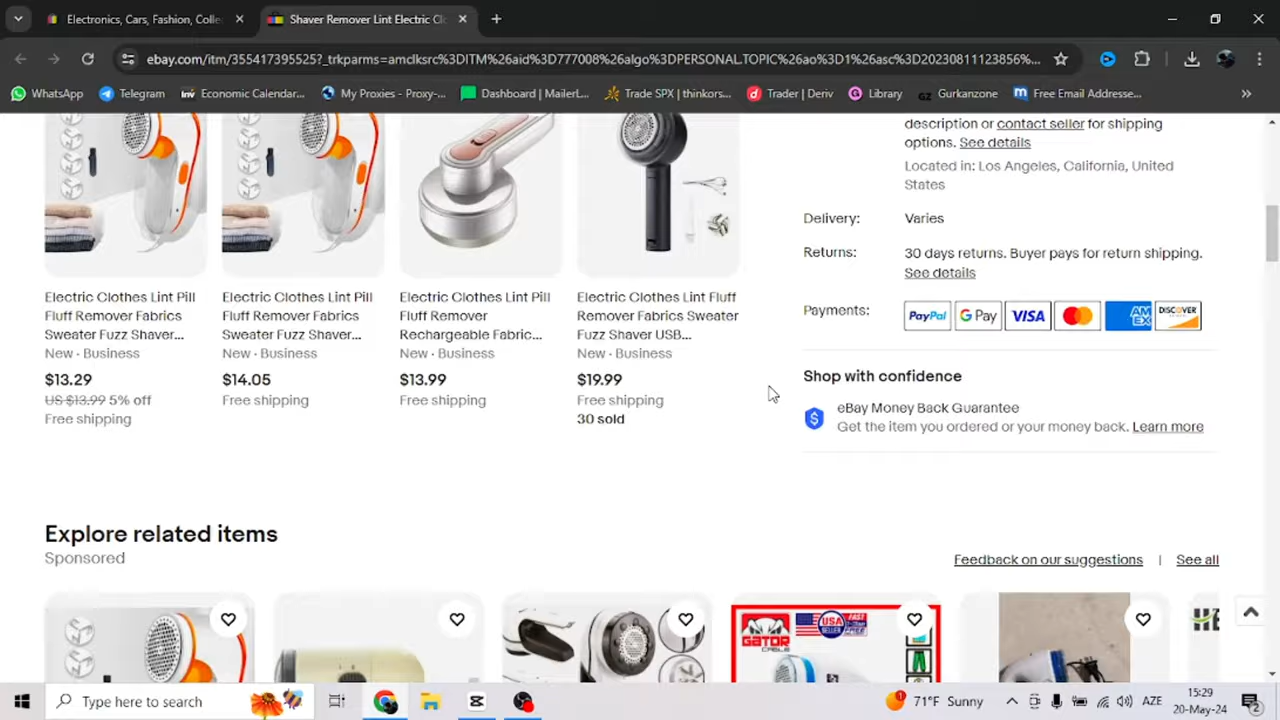 Electronics, Cars, Fashion, Colle
Shaver Remover Lint Electric Clo
ebay.com/itm/355417395525?_trkparms=amclksrc%3DITM%26aid%3D777008%26algo%3DPERSONAL.TOPIC%26ao%3D1%26asc%3D20230811123856%...
WhatsApp
Telegram
Economic Calendar...
My Proxies - Proxy-...
Dashboard | MailerL...
Trade SPX | thinkors...
Trader | Deriv
Library
Gurkanzone
Free Email Addresse...
description or contact seller for shipping
options. See details
Located in: Los Angeles, California, United
States
Delivery: Varies
Returns: 30 days returns. Buyer pays for return shipping.
See details
Payments: PayPal G Pay VISA AM EX DISCOVER
Shop with confidence
eBay Money Back Guarantee
Get the item you ordered or your money back. Learn more
Electric Clothes Lint Pill
Fluff Remover Fabrics
Sweater Fuzz Shaver...
New · Business
$13.29
US $13.99 5% off
Free shipping
Electric Clothes Lint Pill
Fluff Remover Fabrics
Sweater Fuzz Shaver...
New · Business
$14.05
Free shipping
Electric Clothes Lint Pill
Fluff Remover
Rechargeable Fabric...
New · Business
$13.99
Free shipping
Electric Clothes Lint Fluff
Remover Fabrics Sweater
Fuzz Shaver USB...
New · Business
$19.99
Free shipping
30 sold
Explore related items
Sponsored
Feedback on our suggestions | See all
GATOR
CABLE
USA
SELLER
FAST
Type here to search
71°F Sunny
AZE
15:29
20-May-24
2